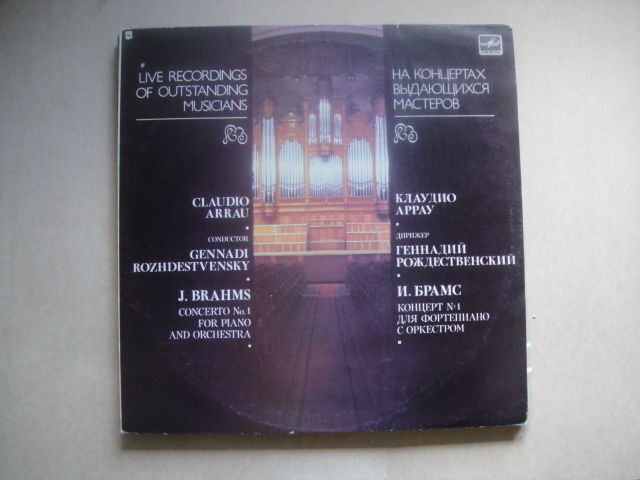 LIVE RECORDINGS
OF OUTSTANDING
MUSICIANS
CLAUDIO
ARRAU
CONDUCTOR
GENNADI
ROZHDESTVENSKY
J. BRAHMS
CONCERTO No. 1
FOR PIANO
AND ORCHESTRA
НА КОНЦЕРТАХ
ВЫДАЮЩИХСЯ
МАСТЕРОВ
КЛАУДИО
АРРАУ
ДИРИЖЕР
ГЕННАДИЙ
РОЖДЕСТВЕНСКИЙ
И. БРАМС
КОНЦЕРТ №1
ДЛЯ ФОРТЕПИАНО
С ОРКЕСТРОМ